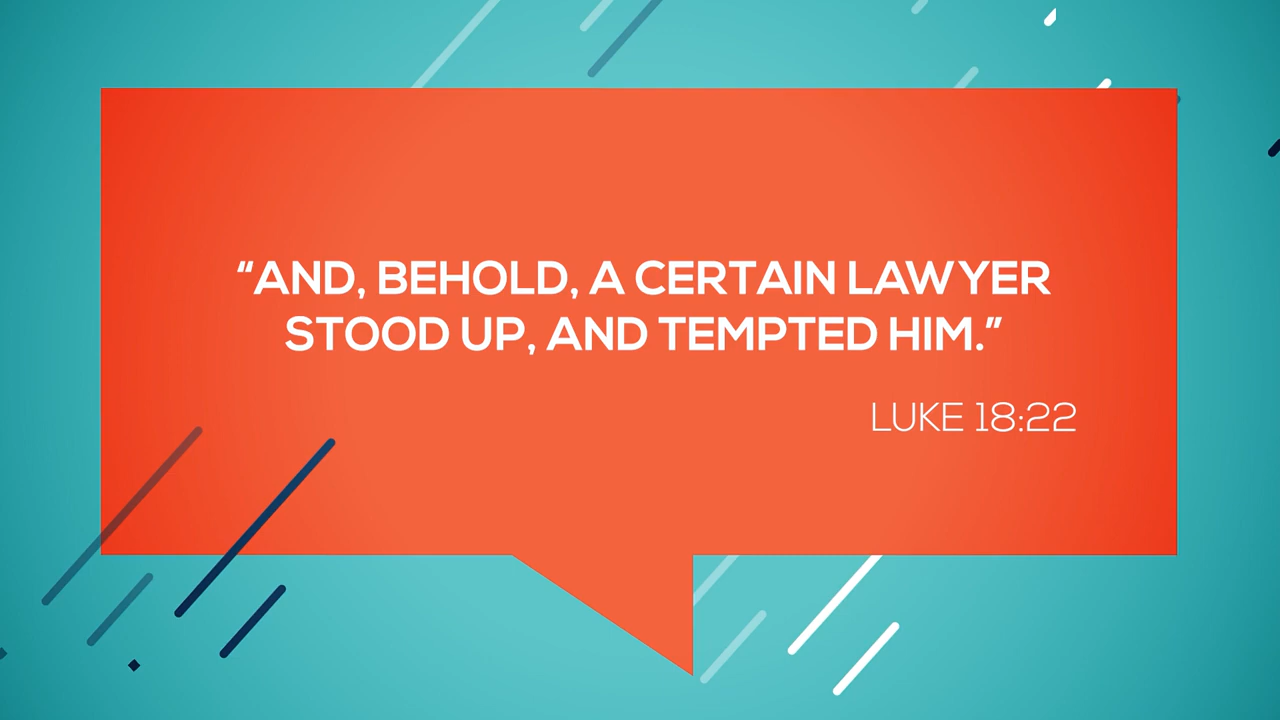 “AND, BEHOLD, A CERTAIN LAWYER
STOOD UP, AND TEMPTED HIM.”
LUKE 18:22